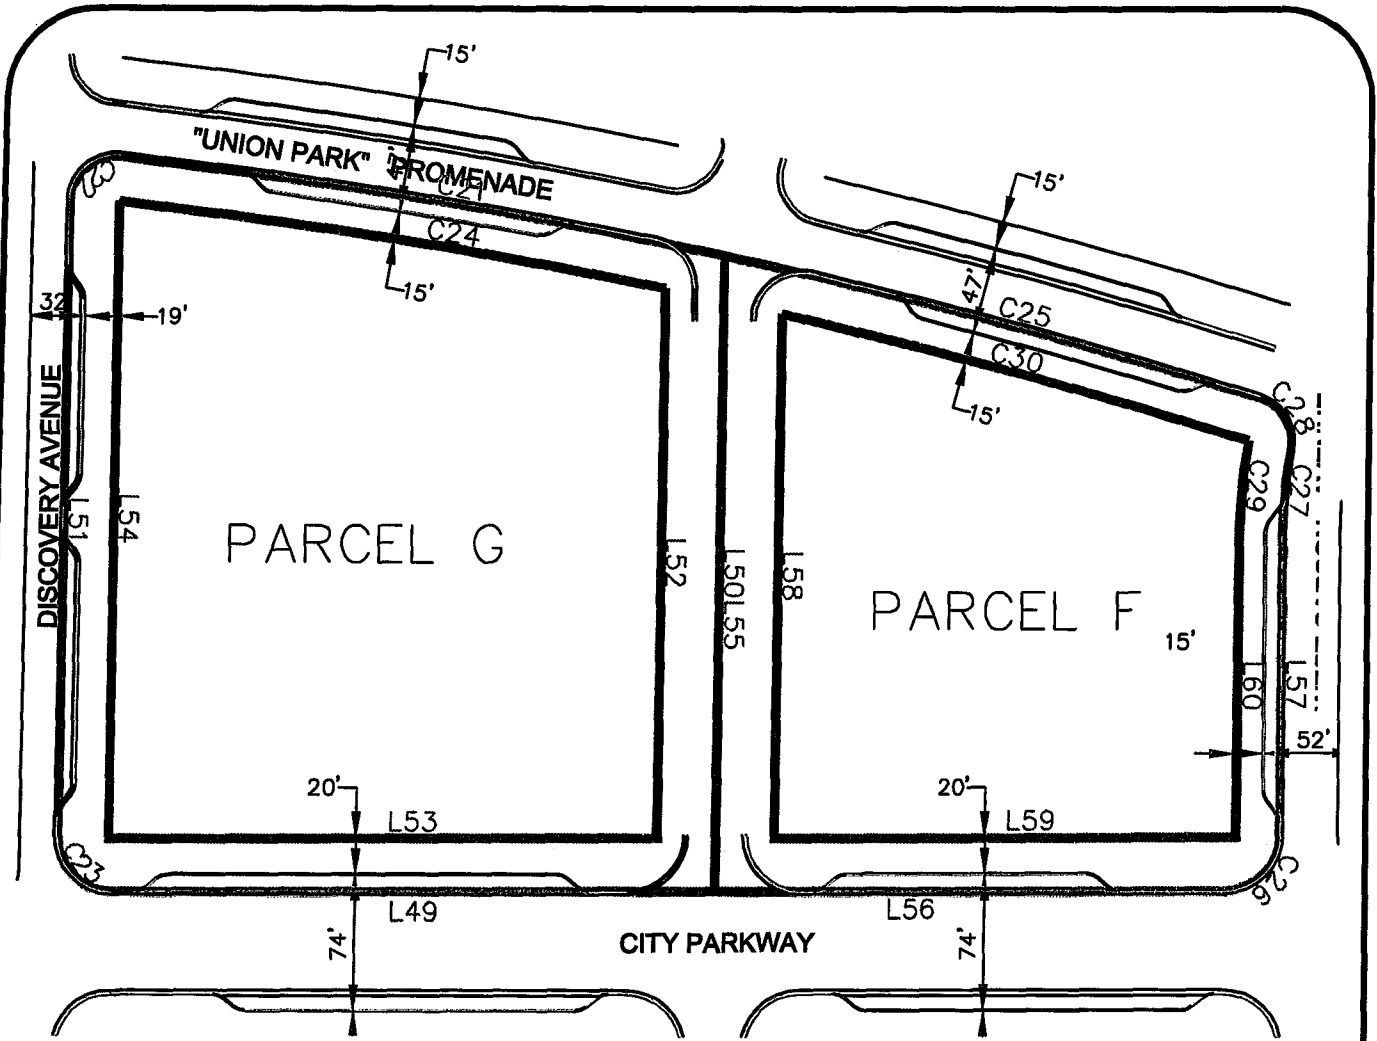 15'
"UNION PARK" PROMENADE
C22
47'
C21
C24
15'
15'
47'
C25
C30
15'
32
19'
C28
C29
C27
DISCOVERY AVENUE
L51
L54
PARCEL G
L52
L50
L55
L58
PARCEL F
15'
L60
L57
52'
20'
L53
20'
L59
C23
C26
L49
L56
74'
CITY PARKWAY
74'